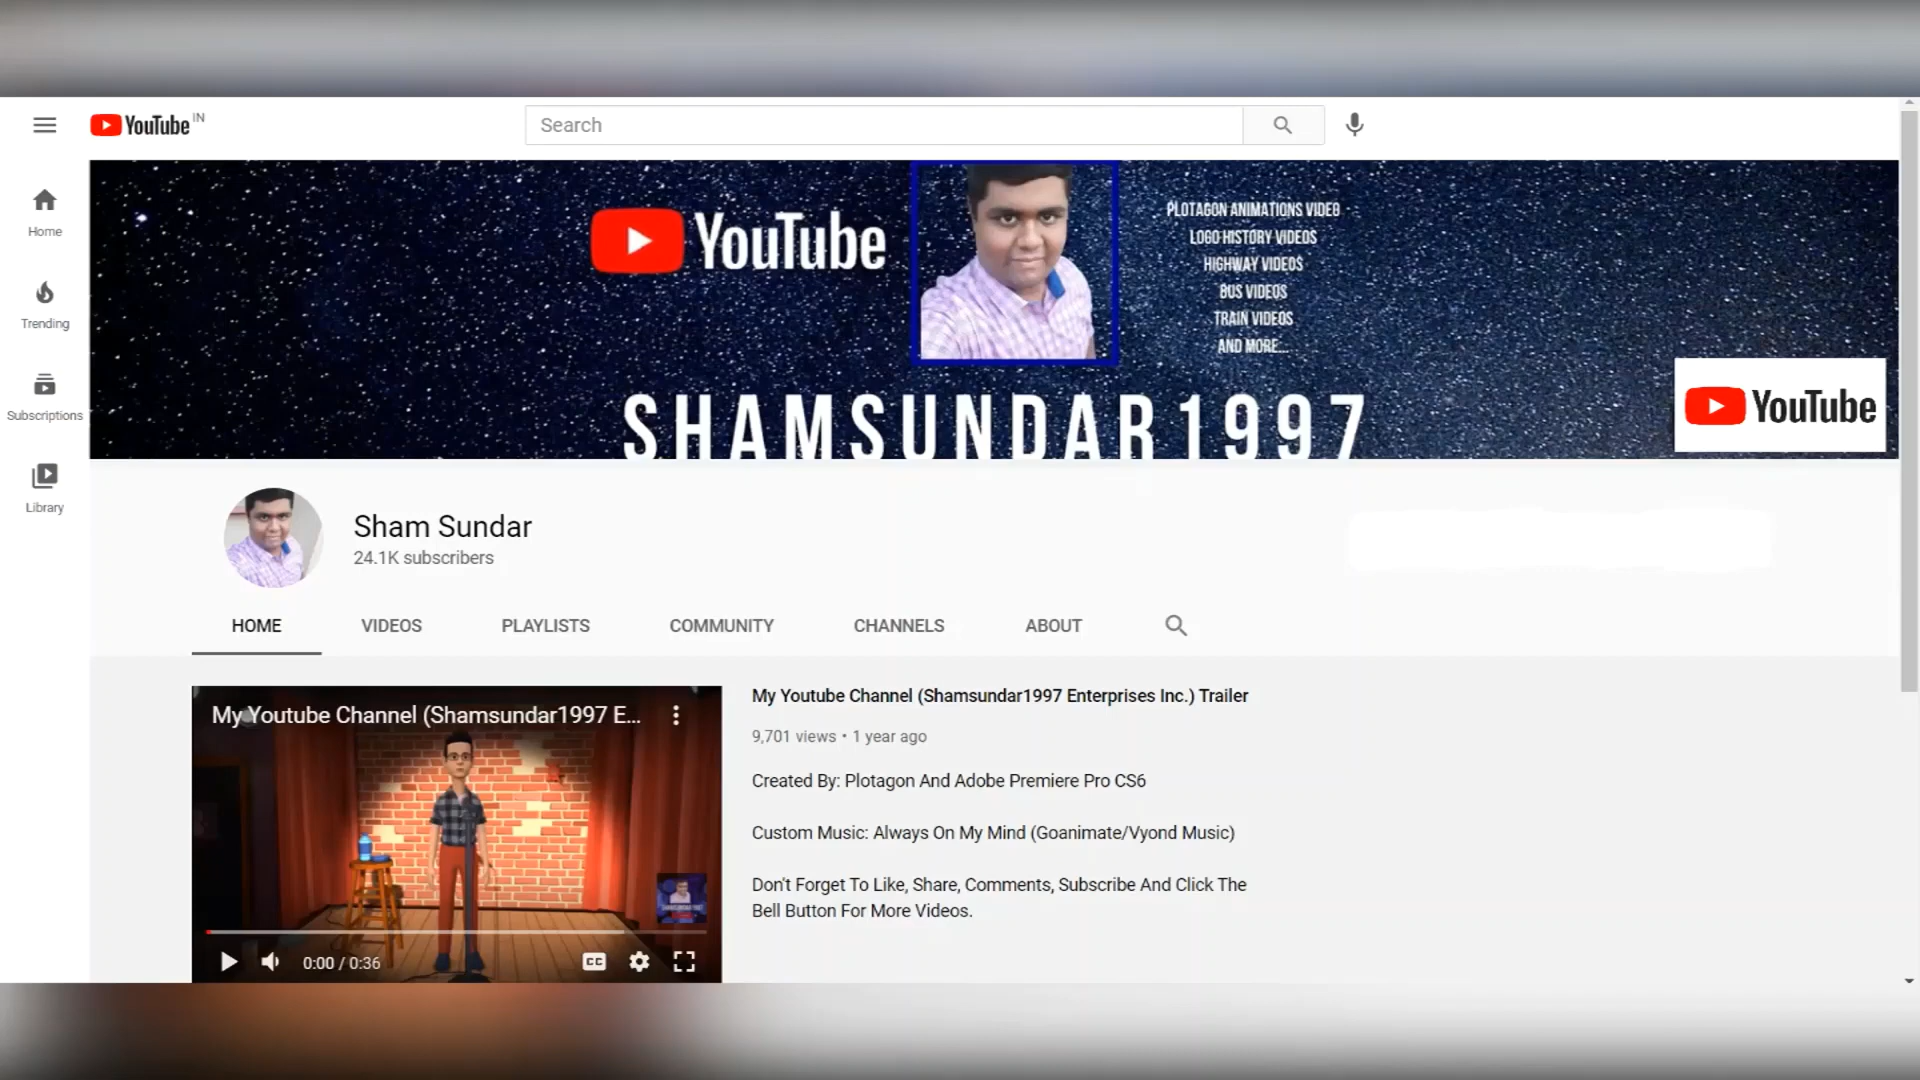 YouTube IN
Search
Home
Trending
Subscriptions
Library
YouTube
PLOTAGON ANIMATIONS VIDEO
LOGO HISTORY VIDEOS
HIGHWAY VIDEOS
BUS VIDEOS
TRAIN VIDEOS
AND MORE...
SHAMSUNDAR1997
YouTube
Sham Sundar
24.1K subscribers
HOME VIDEOS PLAYLISTS COMMUNITY CHANNELS ABOUT
My Youtube Channel (Shamsundar1997 E...
SHAMSUNDAR 1997
0:00 / 0:36
CC
My Youtube Channel (Shamsundar1997 Enterprises Inc.) Trailer
9,701 views • 1 year ago
Created By: Plotagon And Adobe Premiere Pro CS6
Custom Music: Always On My Mind (Goanimate/Vyond Music)
Don't Forget To Like, Share, Comments, Subscribe And Click The
Bell Button For More Videos.